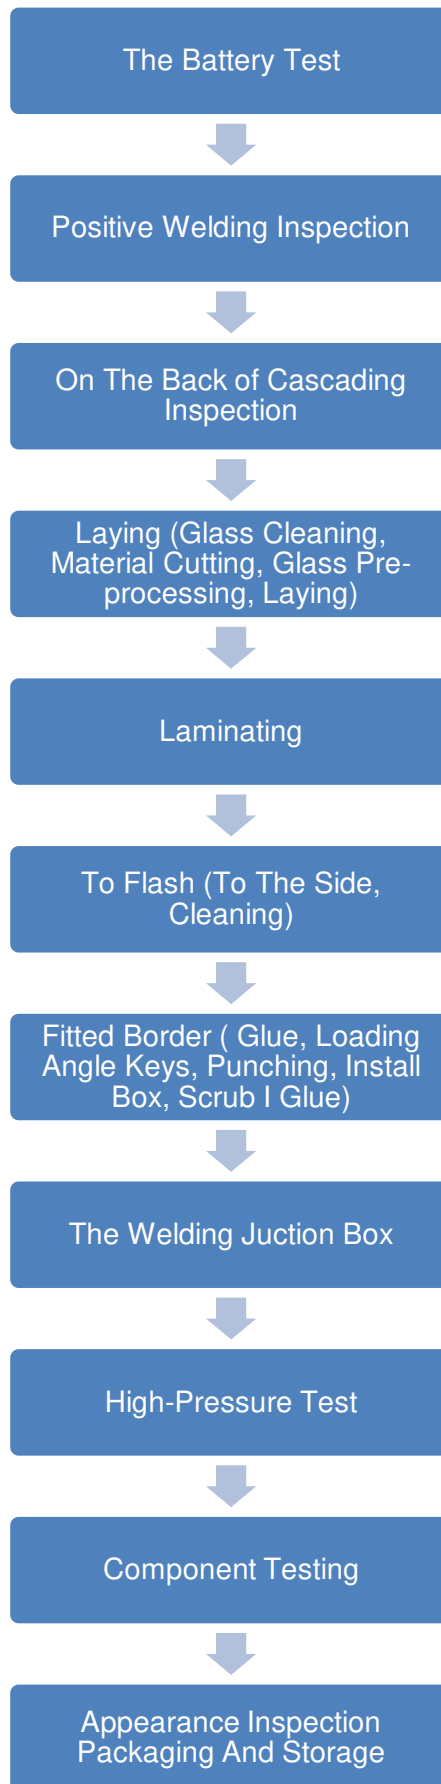 The Battery Test
Positive Welding Inspection
On The Back of Cascading
Inspection
Laying (Glass Cleaning,
Material Cutting, Glass Pre-
processing, Laying)
Laminating
To Flash (To The Side,
Cleaning)
Fitted Border ( Glue, Loading
Angle Keys, Punching, Install
Box, Scrub I Glue)
The Welding Juction Box
High-Pressure Test
Component Testing
Appearance Inspection
Packaging And Storage